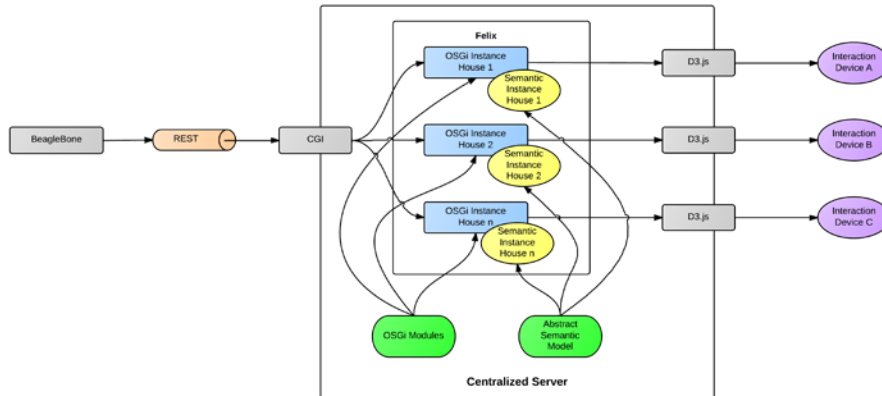 Felix
OSGi Instance
House 1
Semantic
Instance
House 1
D3.js
Interaction
Device A
BeagleBone
REST
CGI
OSGi Instance
House 2
Semantic
Instance
House 2
D3.js
Interaction
Device B
OSGi Instance
House n
Semantic
Instance
House n
D3.js
Interaction
Device C
OSGi Modules
Abstract
Semantic
Model
Centralized Server